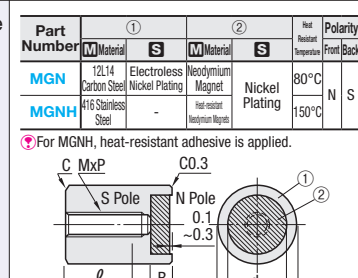 e
Part Number ① ② Heat Resistant Temperature Polarity
M Material S M Material S Front Back
MGN 12L14 Carbon Steel Electroless Nickel Plating Neodymium Magnet Nickel Plating 80°C N S
MGNH 416 Stainless Steel - Heat-resistant Neodymium Magnets 150°C
For MGNH, heat-resistant adhesive is applied.
C MxP C0.3
S Pole N Pole
①
②
0.1
~0.3
ℓ B